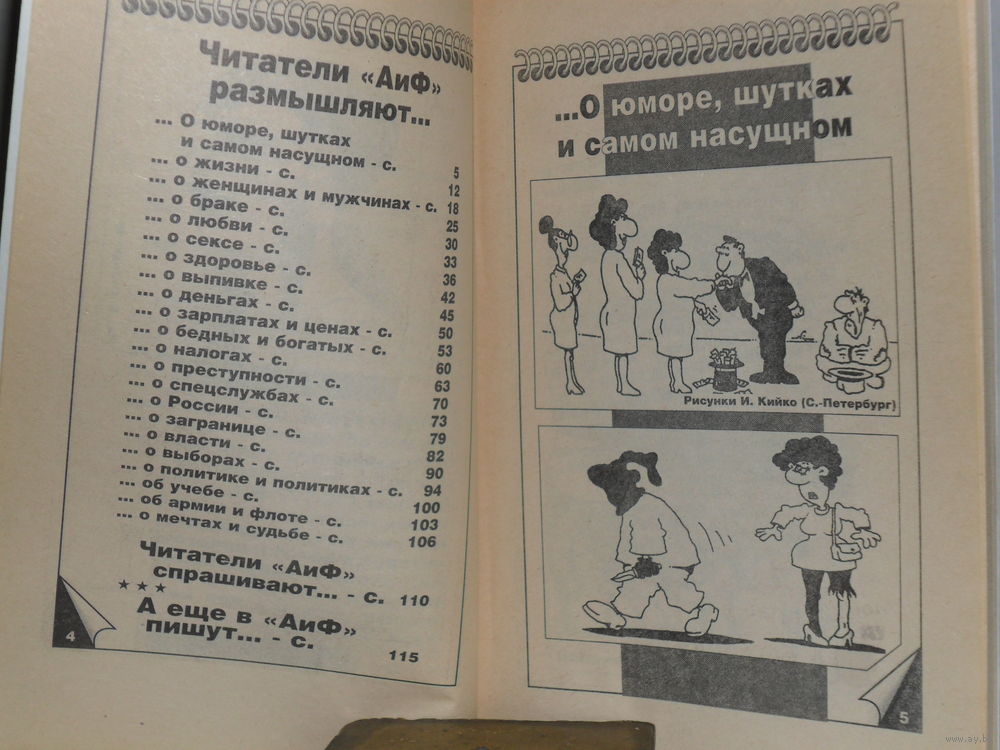 Читатели «АиФ»
размышляют...
... О юморе, шутках
и самом насущном - с. 5
... о жизни - с. 12
... о женщинах и мужчинах - с. 18
... о браке - с. 25
... о любви - с. 30
... о сексе - с. 33
... о здоровье - с. 36
... о выпивке - с. 42
... о деньгах - с. 45
... о зарплатах и ценах - с. 50
... о бедных и богатых - с. 53
... о налогах - с. 60
... о преступности - с. 63
... о спецслужбах - с. 70
... о России - с. 73
... о загранице - с. 79
... о власти - с. 82
... о выборах - с. 90
... о политике и политиках - с. 94
... об учебе - с. 100
... об армии и флоте - с. 103
... о мечтах и судьбе - с. 106
Читатели «АиФ»
спрашивают... - с. 110
★★★
А еще в «АиФ»
пишут... - с. 115
4
...О юморе, шутках
и самом насущном
Рисунки И. Кийко (С.-Петербург)
5
www.ay.by